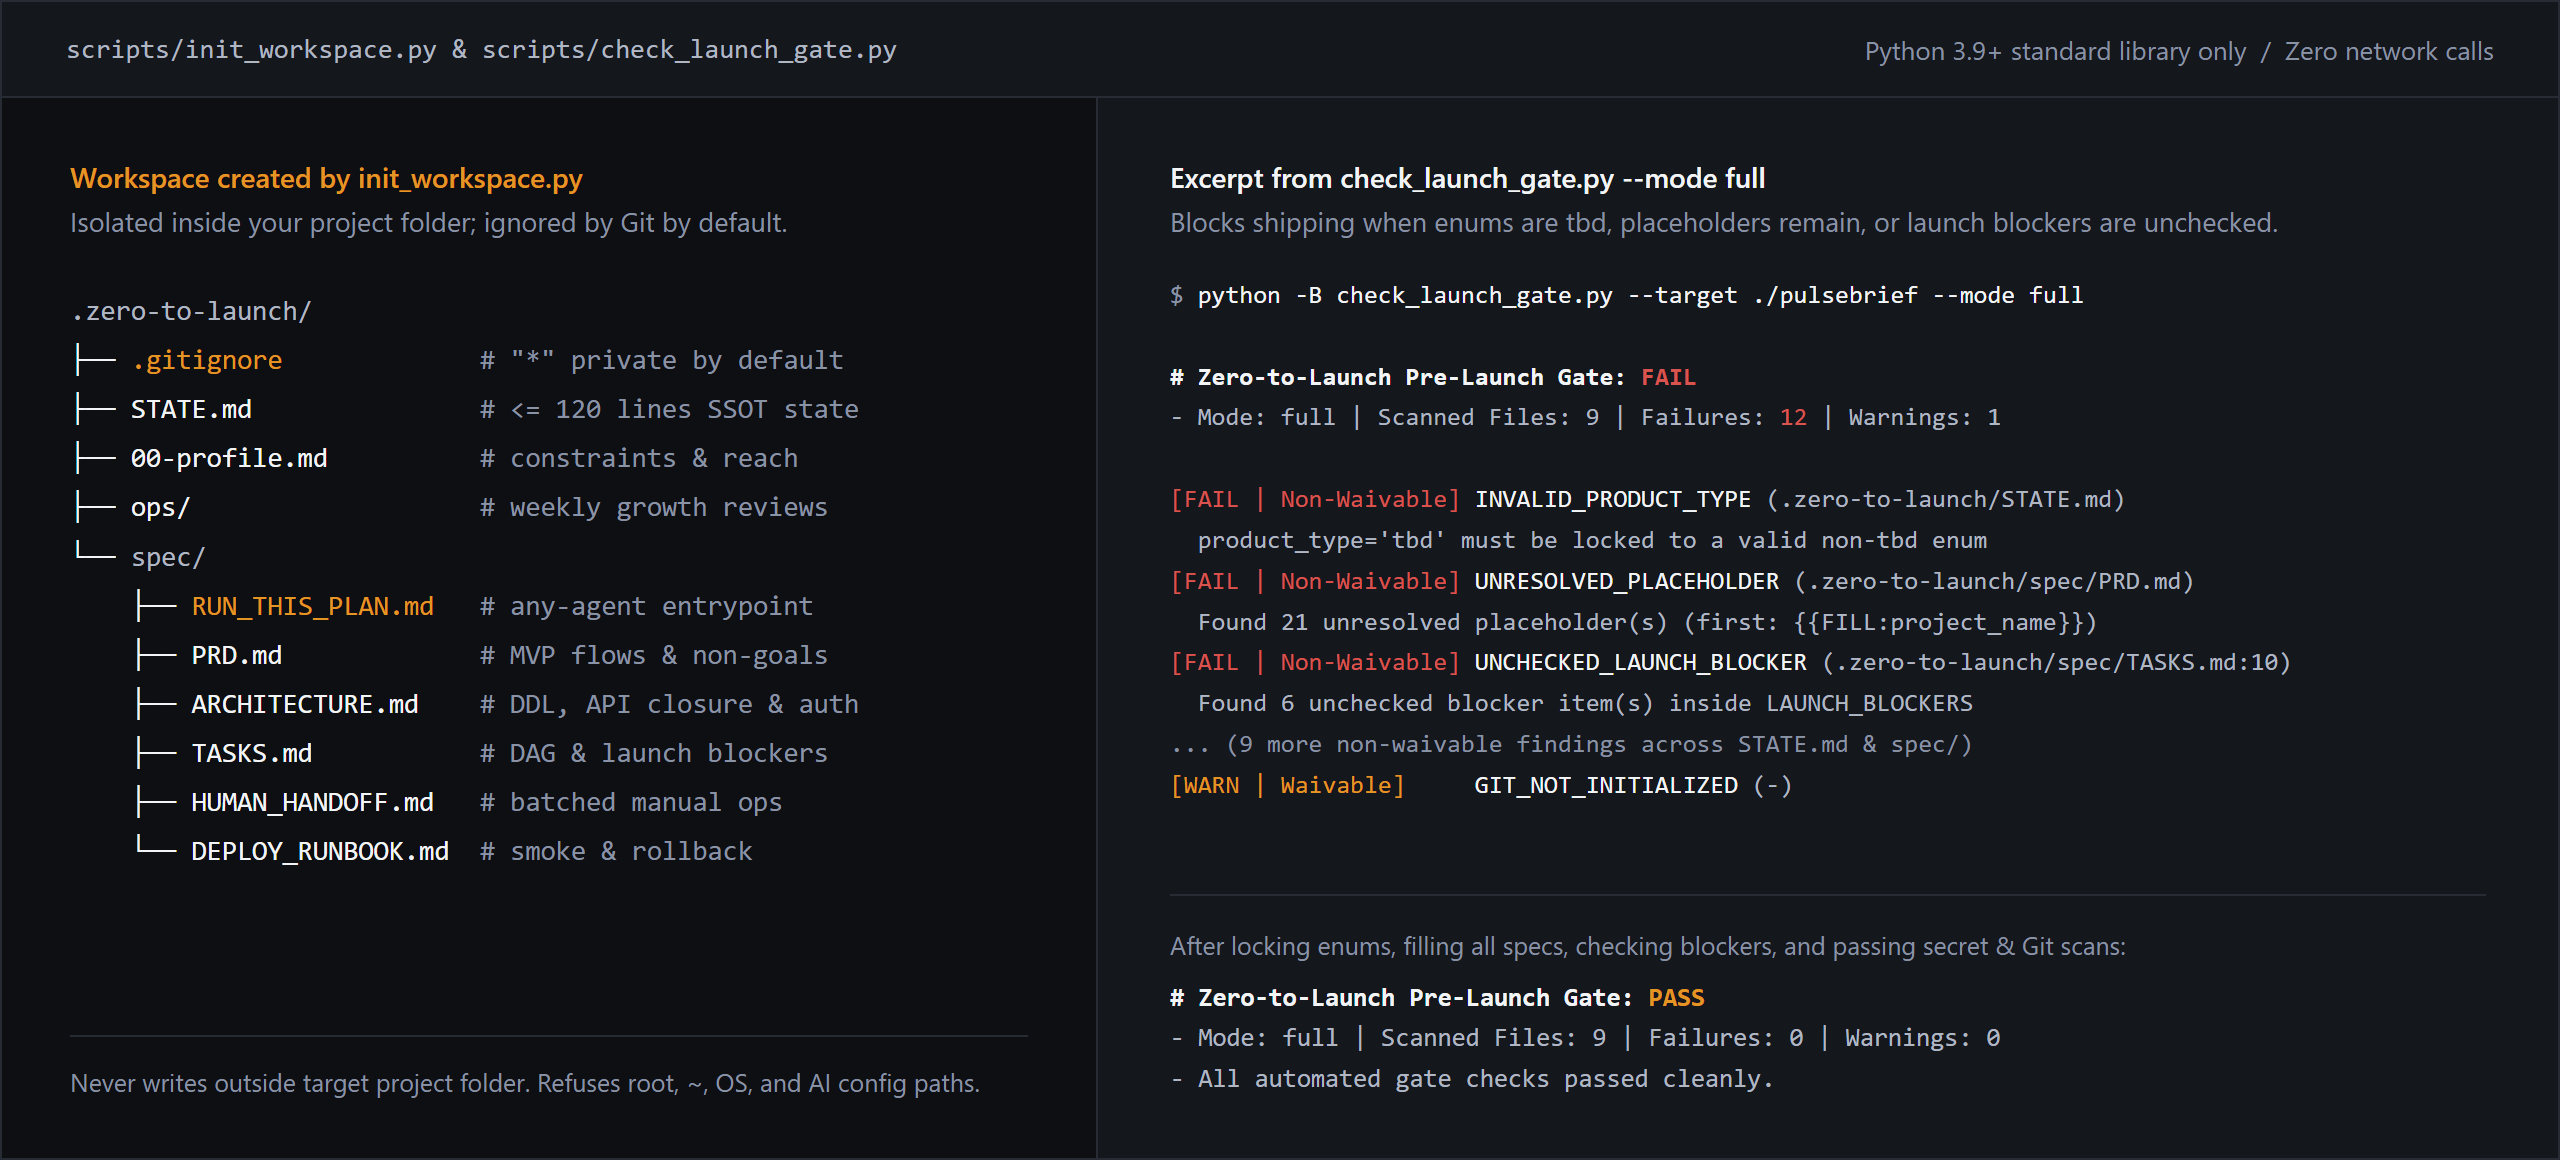 scripts/init_workspace.py & scripts/check_launch_gate.py
Python 3.9+ standard library only / Zero network calls
Workspace created by init_workspace.py
Isolated inside your project folder; ignored by Git by default.
.zero-to-launch/
├── .gitignore # "*" private by default
├── STATE.md # <= 120 lines SSOT state
├── 00-profile.md # constraints & reach
├── ops/ # weekly growth reviews
└── spec/
├── RUN_THIS_PLAN.md # any-agent entrypoint
├── PRD.md # MVP flows & non-goals
├── ARCHITECTURE.md # DDL, API closure & auth
├── TASKS.md # DAG & launch blockers
├── HUMAN_HANDOFF.md # batched manual ops
└── DEPLOY_RUNBOOK.md # smoke & rollback
Never writes outside target project folder. Refuses root, ~, OS, and AI config paths.
Excerpt from check_launch_gate.py --mode full
Blocks shipping when enums are tbd, placeholders remain, or launch blockers are unchecked.
$ python -B check_launch_gate.py --target ./pulsebrief --mode full
# Zero-to-Launch Pre-Launch Gate: FAIL
- Mode: full | Scanned Files: 9 | Failures: 12 | Warnings: 1
[FAIL | Non-Waivable] INVALID_PRODUCT_TYPE (.zero-to-launch/STATE.md)
product_type='tbd' must be locked to a valid non-tbd enum
[FAIL | Non-Waivable] UNRESOLVED_PLACEHOLDER (.zero-to-launch/spec/PRD.md)
Found 21 unresolved placeholder(s) (first: {{FILL:project_name}})
[FAIL | Non-Waivable] UNCHECKED_LAUNCH_BLOCKER (.zero-to-launch/spec/TASKS.md:10)
Found 6 unchecked blocker item(s) inside LAUNCH_BLOCKERS
... (9 more non-waivable findings across STATE.md & spec/)
[WARN | Waivable] GIT_NOT_INITIALIZED (-)
After locking enums, filling all specs, checking blockers, and passing secret & Git scans:
# Zero-to-Launch Pre-Launch Gate: PASS
- Mode: full | Scanned Files: 9 | Failures: 0 | Warnings: 0
- All automated gate checks passed cleanly.